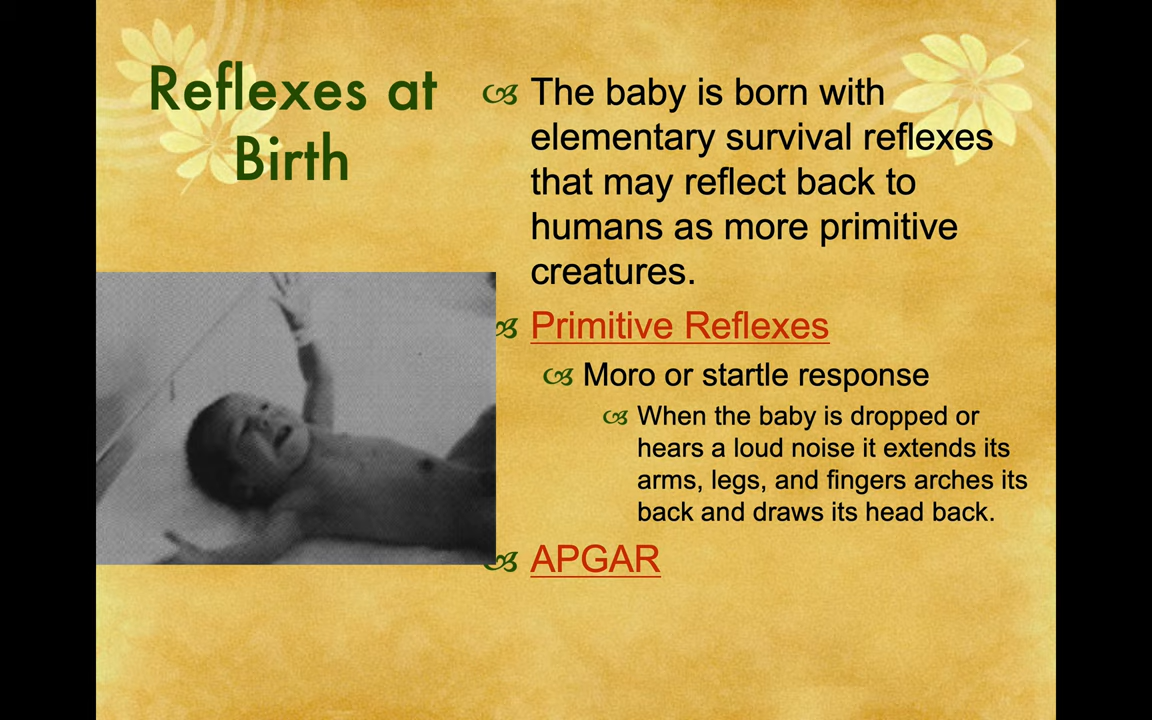 Reflexes at
Birth
The baby is born with
elementary survival reflexes
that may reflect back to
humans as more primitive
creatures.
Primitive Reflexes
Moro or startle response
When the baby is dropped or
hears a loud noise it extends its
arms, legs, and fingers arches its
back and draws its head back.
APGAR